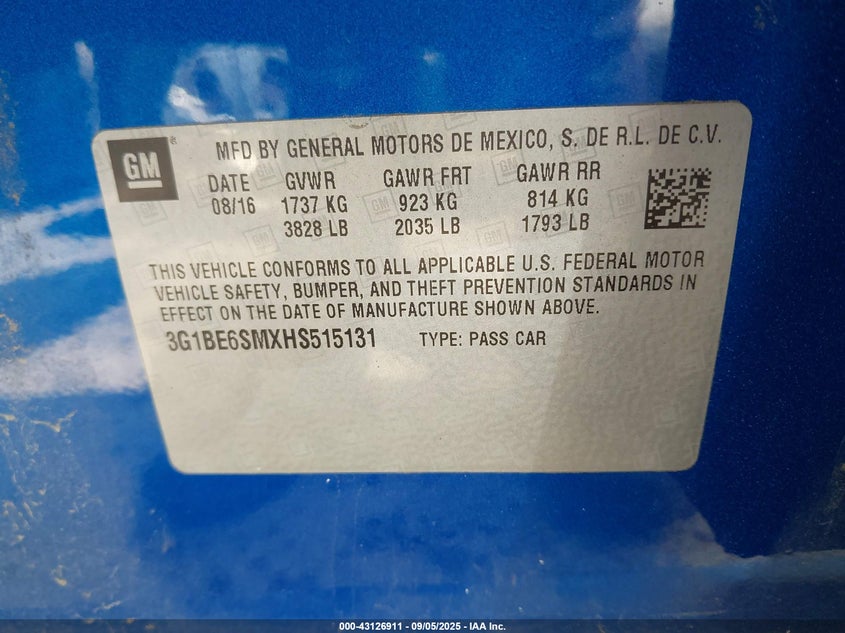 GM
MFD BY GENERAL MOTORS DE MEXICO, S. DE R.L. DE C.V.
DATE GVWR GAWR FRT GAWR RR
08/16 1737 KG 923 KG 814 KG
3828 LB 2035 LB 1793 LB
THIS VEHICLE CONFORMS TO ALL APPLICABLE U.S. FEDERAL MOTOR
VEHICLE SAFETY, BUMPER, AND THEFT PREVENTION STANDARDS IN
EFFECT ON THE DATE OF MANUFACTURE SHOWN ABOVE.
3G1BE6SMXHS515131 TYPE: PASS CAR
000-43126911 - 09/05/2025 - IAA Inc.